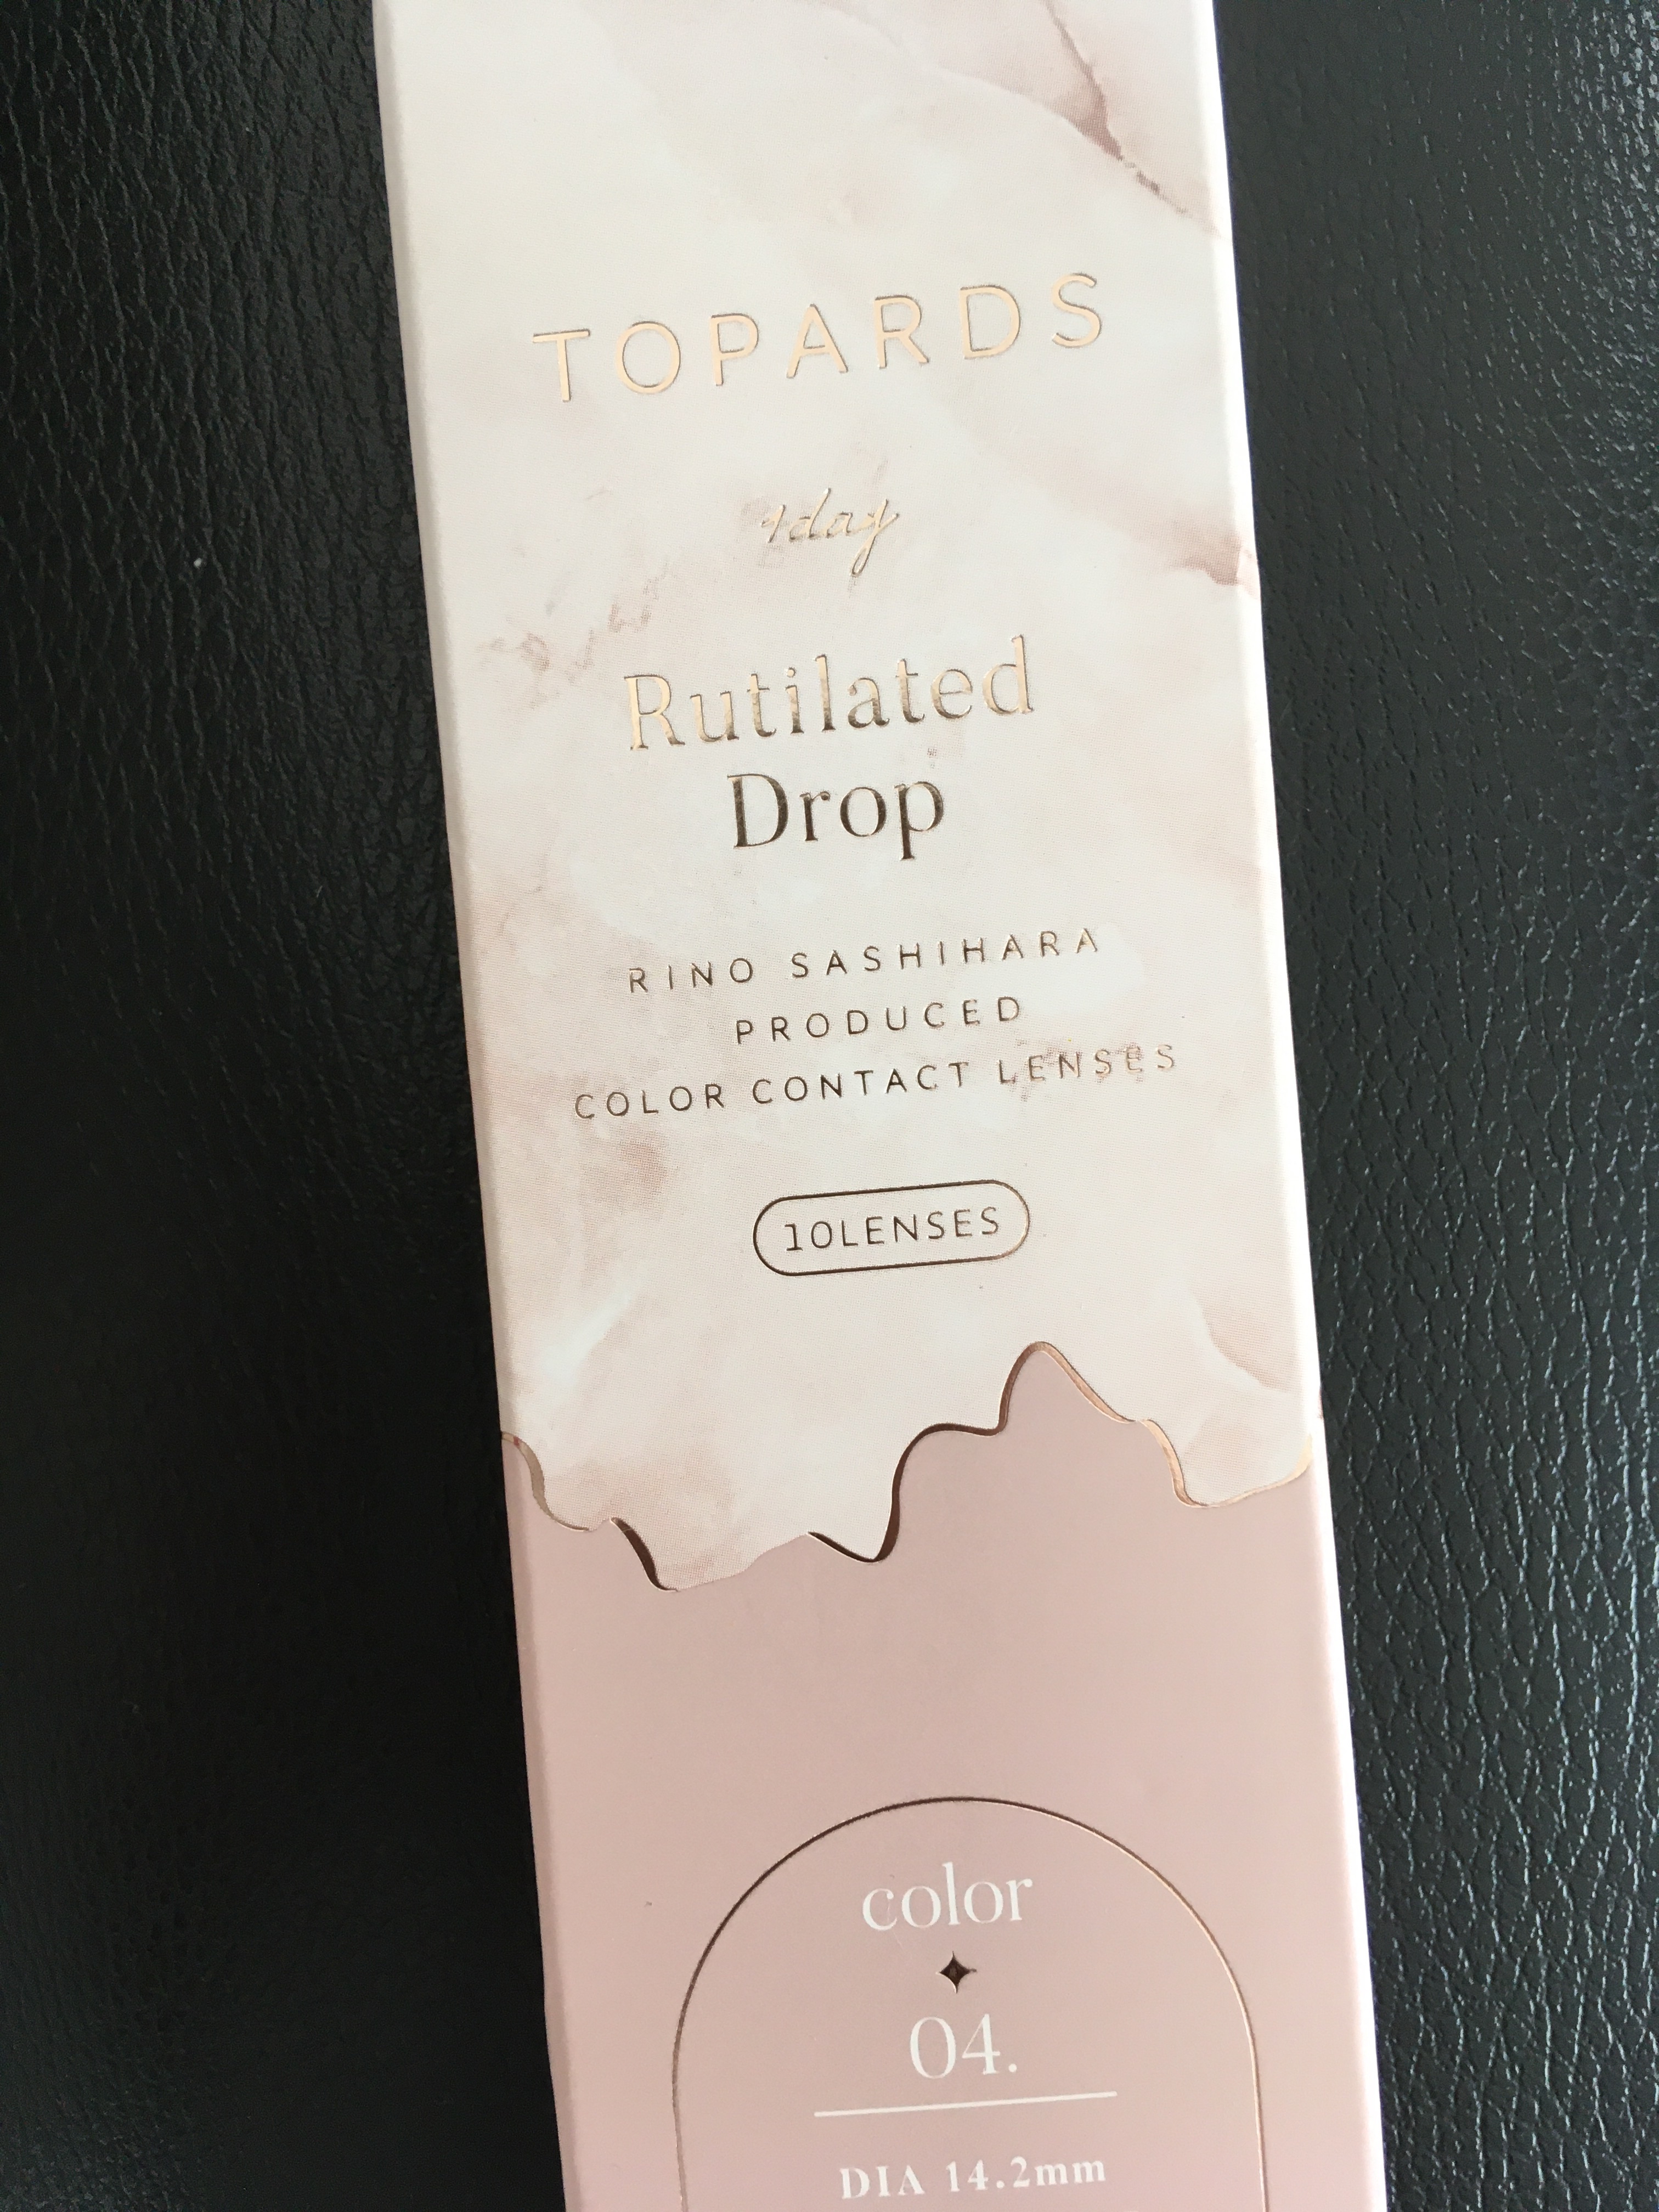 TOPARDS
1day
Rutilated
Drop
RINO SASHIHARA
PRODUCED
COLOR CONTACT LENSES
10LENSES
color
04.
DIA 14.2mm